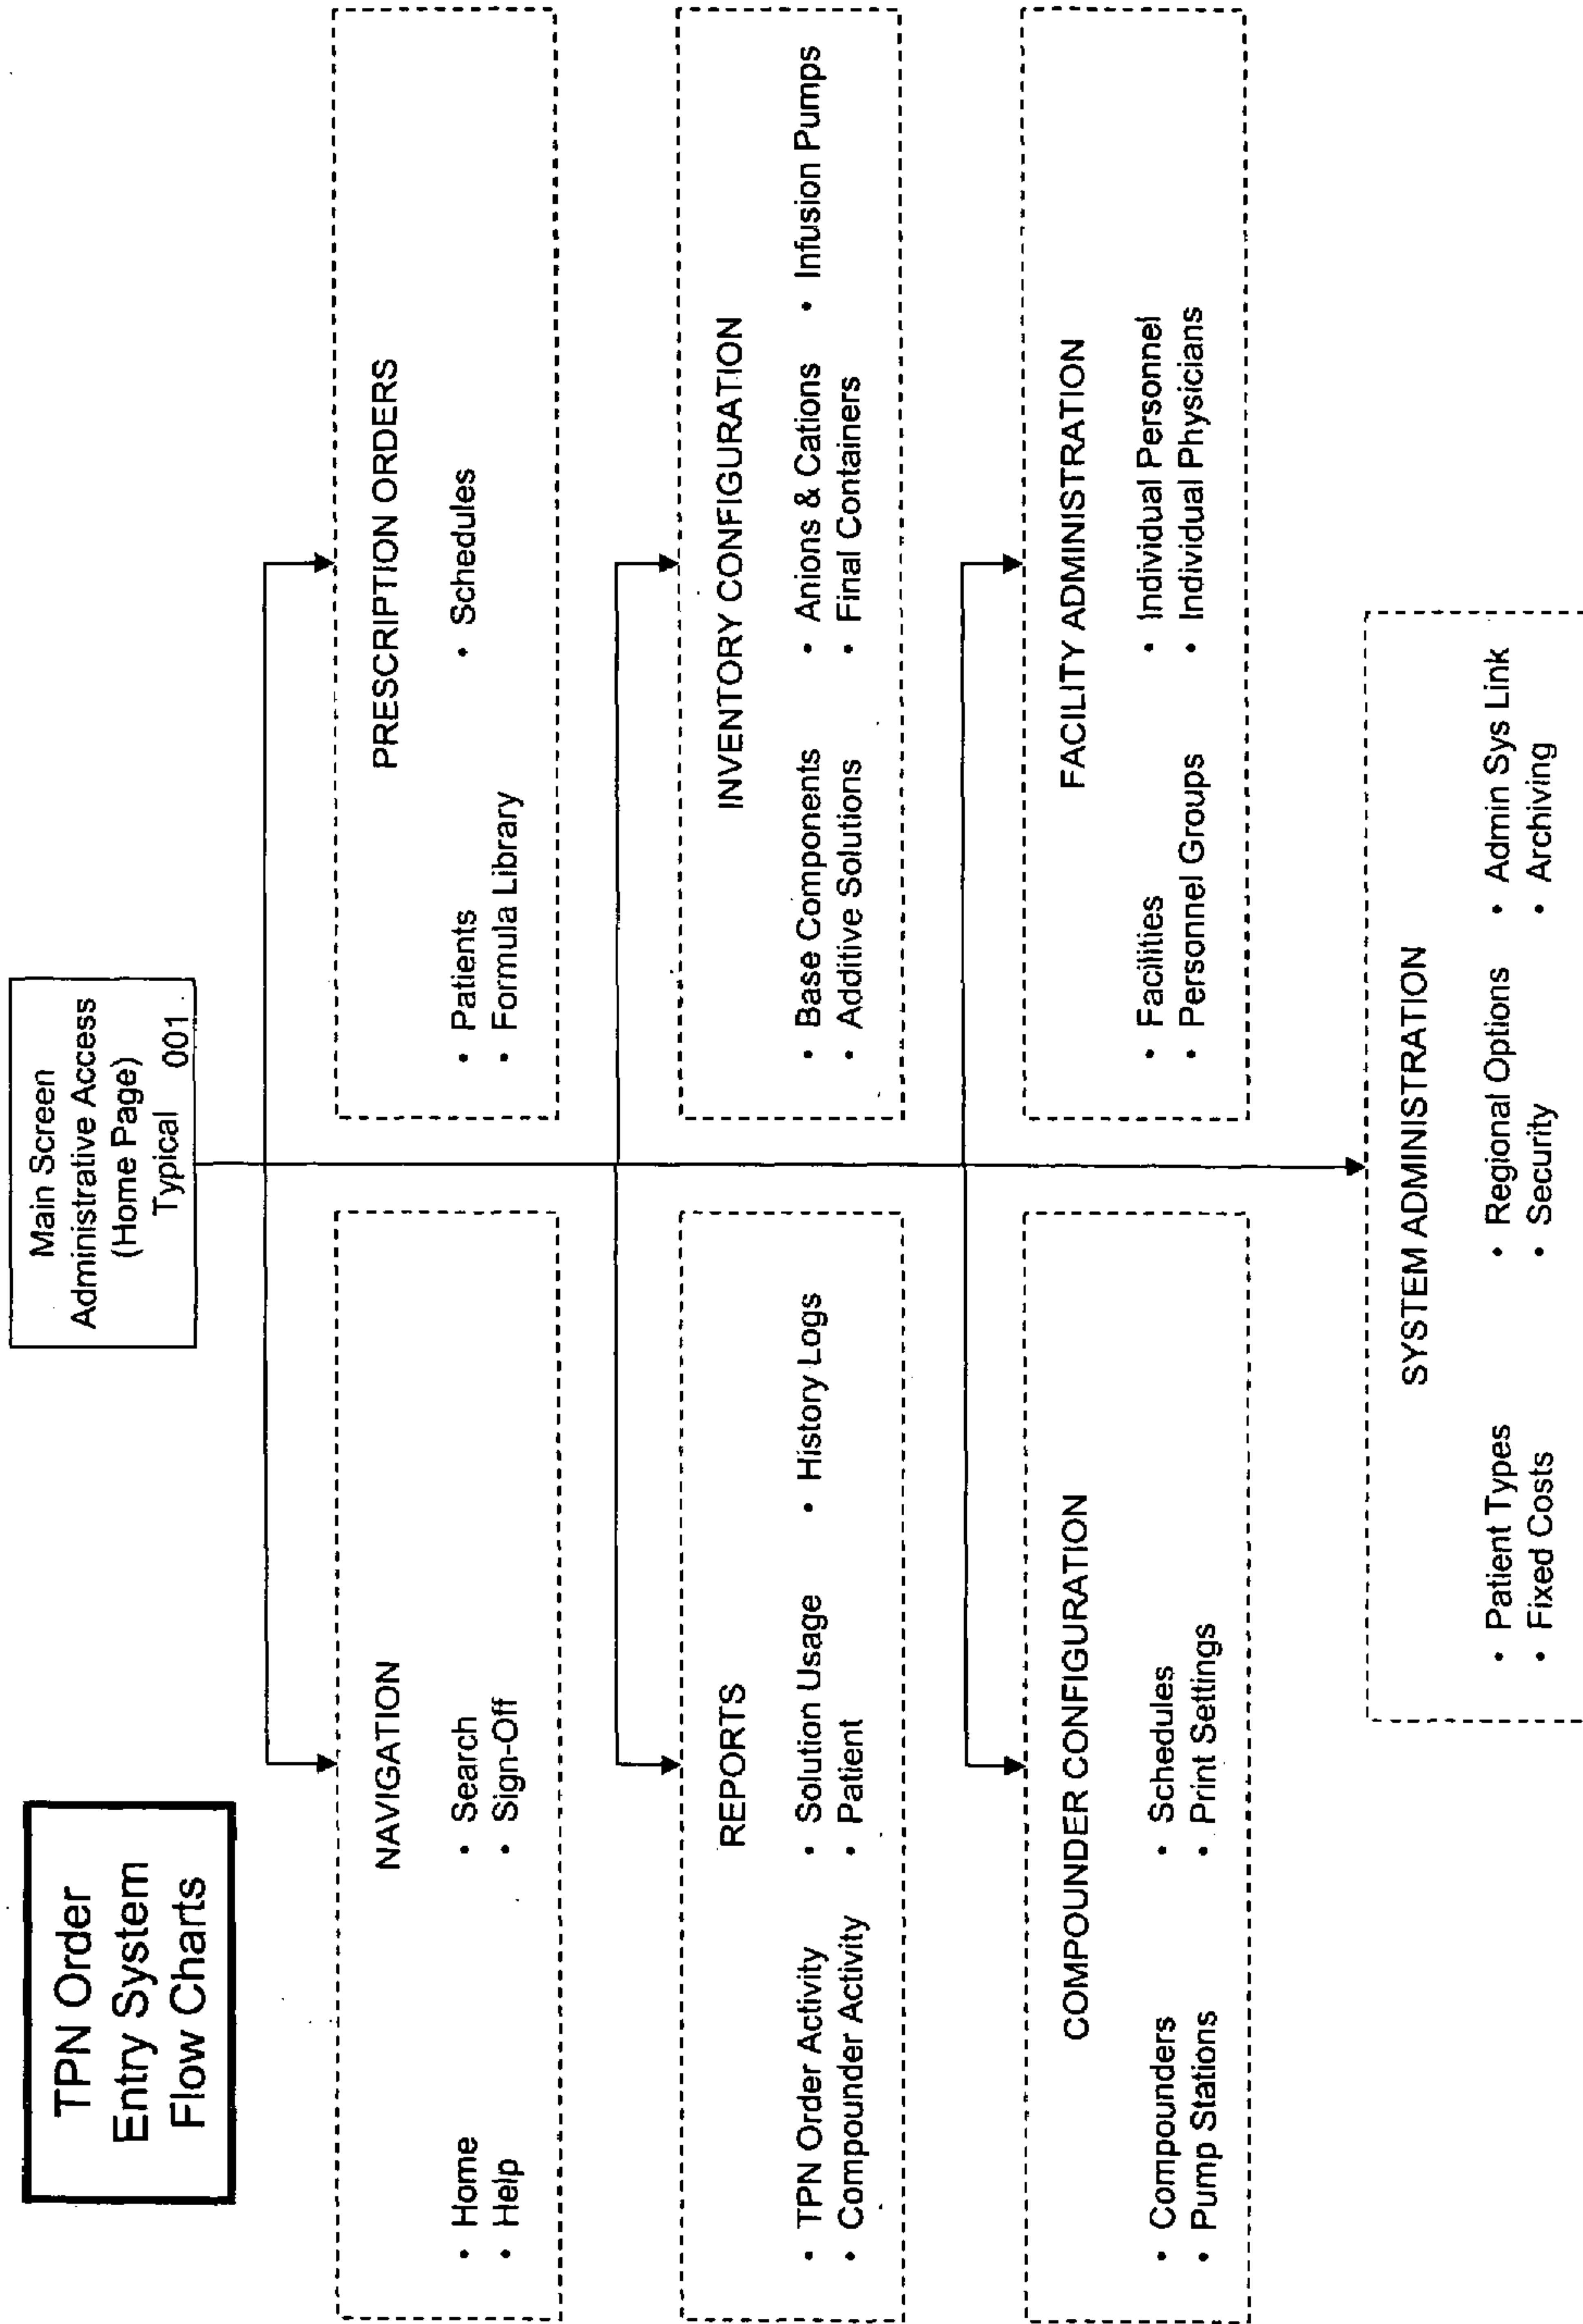 TPN Order
Entry System
Flow Charts
Main Screen
Administrative Access
(Home Page)
Typical 001
NAVIGATION
• Home • Search
• Help • Sign-Off
PRESCRIPTION ORDERS
• Patients • Schedules
• Formula Library
REPORTS
• TPN Order Activity • Solution Usage • History Logs
• Compounder Activity • Patient
INVENTORY CONFIGURATION
• Base Components • Anions & Cations • Infusion Pumps
• Additive Solutions • Final Containers
COMPOUNDER CONFIGURATION
• Compounders • Schedules
• Pump Stations • Print Settings
FACILITY ADMINISTRATION
• Facilities • Individual Personnel
• Personnel Groups • Individual Physicians
SYSTEM ADMINISTRATION
• Patient Types • Regional Options • Admin Sys Link
• Fixed Costs • Security • Archiving